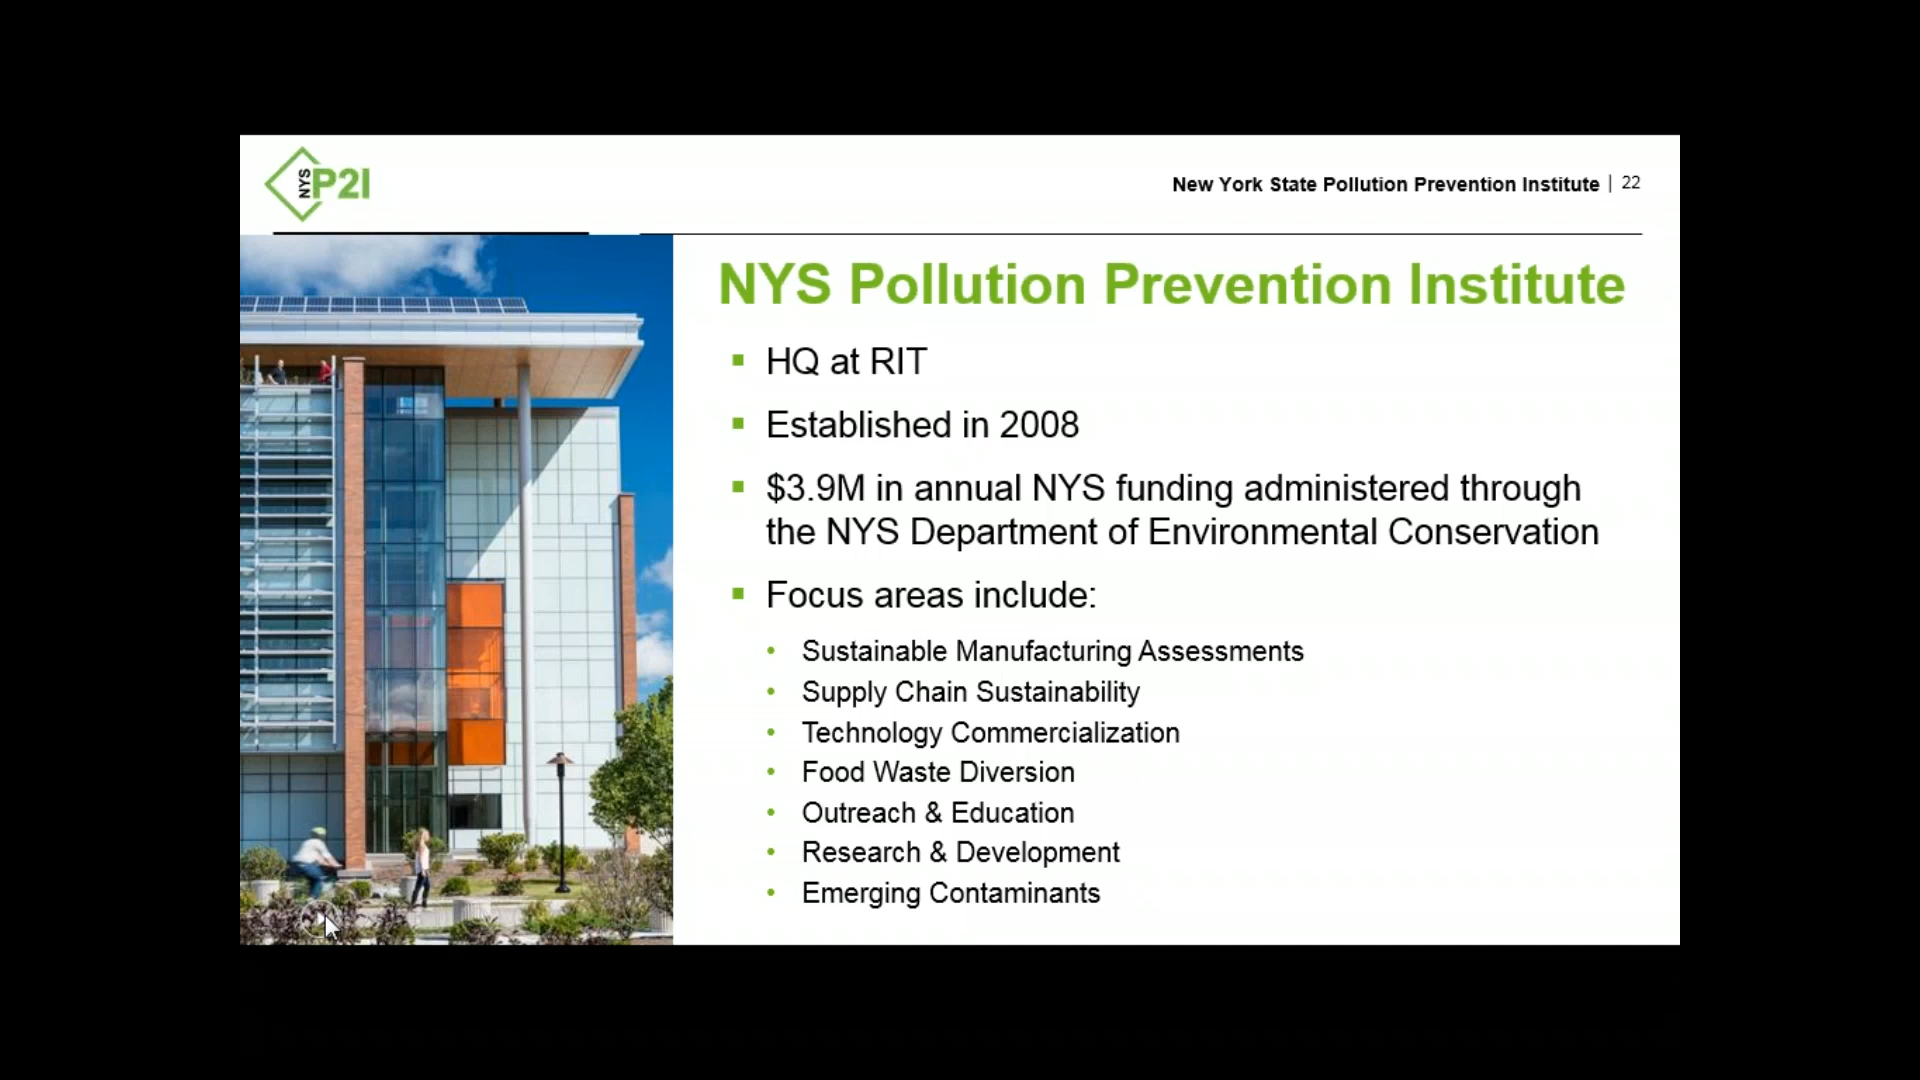 NYS P2I
New York State Pollution Prevention Institute | 22
NYS Pollution Prevention Institute
HQ at RIT
Established in 2008
$3.9M in annual NYS funding administered through
the NYS Department of Environmental Conservation
Focus areas include:
Sustainable Manufacturing Assessments
Supply Chain Sustainability
Technology Commercialization
Food Waste Diversion
Outreach & Education
Research & Development
Emerging Contaminants